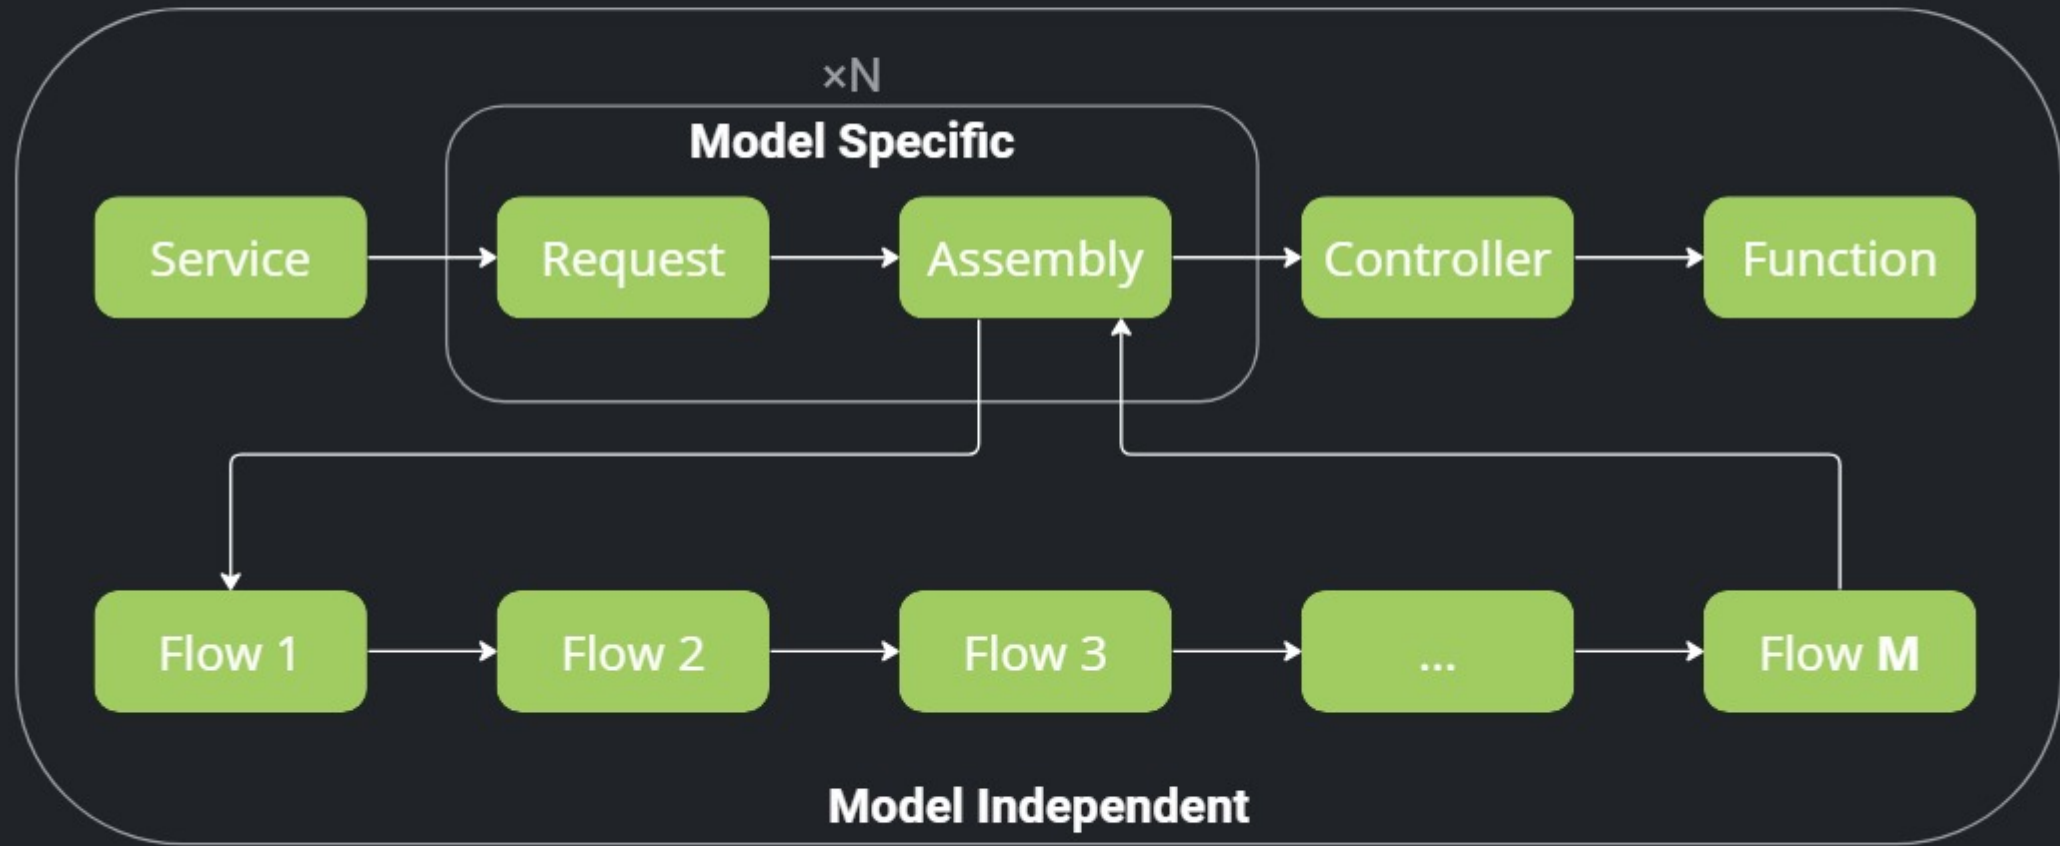 ×N
Model Specific
Service
Request
Assembly
Controller
Function
Flow 1
Flow 2
Flow 3
...
Flow M
Model Independent